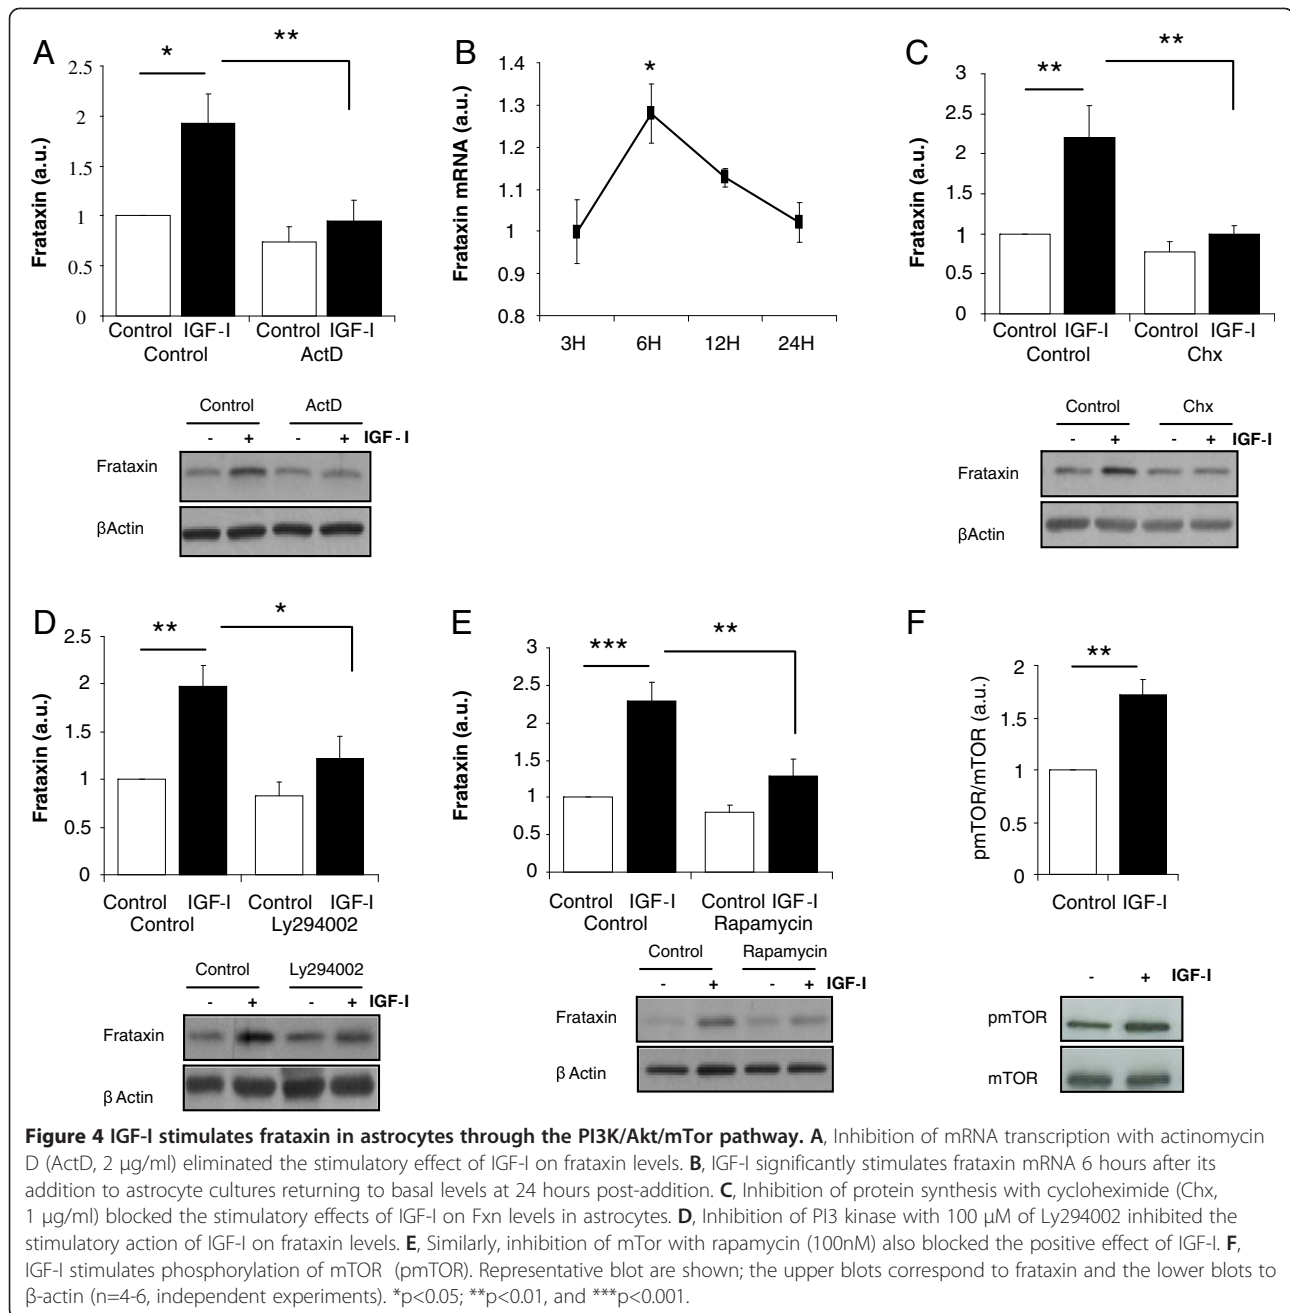 A
*
**
2.5
2
1.5
1
0.5
0
Frataxin (a.u.)
Control IGF-I Control IGF-I
Control ActD
Control ActD
- + - + IGF-I
Frataxin
βActin
B
*
1.4
1.3
1.2
1.1
1
0.9
0.8
Frataxin mRNA (a.u.)
3H 6H 12H 24H
C
**
**
3
2.5
2
1.5
1
0.5
0
Frataxin (a.u.)
Control IGF-I Control IGF-I
Control Chx
Control Chx
- + - + IGF-I
Frataxin
βActin
D
**
*
2.5
2
1.5
1
0.5
0
Frataxin (a.u.)
Control IGF-I Control IGF-I
Control Ly294002
Control Ly294002
- + - + IGF-I
Frataxin
β Actin
E
***
**
3
2.5
2
1.5
1
0.5
0
Frataxin (a.u.)
Control IGF-I Control IGF-I
Control Rapamycin
Control Rapamycin
- + - + IGF-I
Frataxin
β Actin
F
**
2
1.5
1
0.5
0
pmTOR/mTOR (a.u.)
Control IGF-I
- + IGF-I
pmTOR
mTOR
Figure 4 IGF-I stimulates frataxin in astrocytes through the PI3K/Akt/mTor pathway. A, Inhibition of mRNA transcription with actinomycin
D (ActD, 2 μg/ml) eliminated the stimulatory effect of IGF-I on frataxin levels. B, IGF-I significantly stimulates frataxin mRNA 6 hours after its
addition to astrocyte cultures returning to basal levels at 24 hours post-addition. C, Inhibition of protein synthesis with cycloheximide (Chx,
1 μg/ml) blocked the stimulatory effects of IGF-I on Fxn levels in astrocytes. D, Inhibition of PI3 kinase with 100 μM of Ly294002 inhibited the
stimulatory action of IGF-I on frataxin levels. E, Similarly, inhibition of mTor with rapamycin (100nM) also blocked the positive effect of IGF-I. F,
IGF-I stimulates phosphorylation of mTOR (pmTOR). Representative blot are shown; the upper blots correspond to frataxin and the lower blots to
β-actin (n=4-6, independent experiments). *p<0.05; **p<0.01, and ***p<0.001.